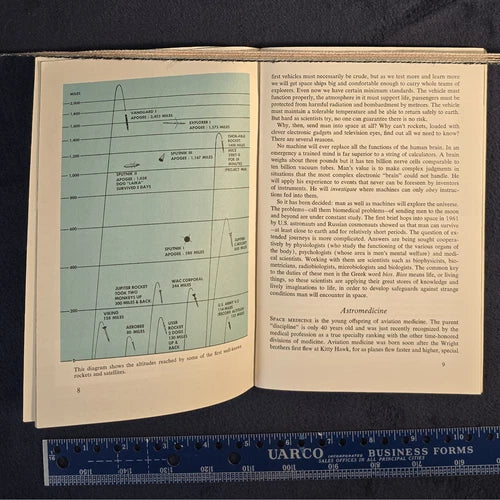 MILES
VANGUARD I
APOGEE : 2,453 MILES
EXPLORER I
APOGEE : 1,573 MILES
THOR-ABLE
ROCKET
1400 MILE
MICE
SPUTNIK III
APOGEE : 1,167 MILES
SPUTNIK II
APOGEE : 1,038
DOG "LAIKA"
SURVIVED 5 DAYS
SPUTNIK I
APOGEE : 588 MILES
JUPITER ROCKET
TOOK TWO
MONKEYS UP
300 MILES & BACK
WAC CORPORAL
244 MILES
VIKING
158 MILES
AEROBEE
80 MILES
USSR
ROCKET
2 DOGS
130 MILES
UP &
BACK
U.S. ARMY V-2
114 MILES
This diagram shows the altitudes reached by some of the first well-known
rockets and satellites.
8
first vehicles must necessarily be crude, but as we test more and learn more
we will get space ships big and comfortable enough to carry whole teams of
explorers. Even now we have certain minimum standards. The vehicle must
function properly, the atmosphere in it must support life, passengers must be
protected from harmful radiation and bombardment by meteors. The vehicle
must maintain a tolerable temperature and be able to return safely to earth.
But hard as scientists try, no one can guarantee there is no risk.
Why, then, send man into space at all? Why can't rockets, loaded with
clever electronic gadgets and television eyes, find out all we need to know?
There are several reasons.
No machine will ever replace all the functions of the human brain. In an
emergency a trained mind is far superior to a string of calculators. A brain
weighs about three pounds but it has ten billion nerve cells comparable to
ten billion vacuum tubes. Man's value is to make complex judgments in
situations that the most complex electronic "brain" could not handle. He
will apply his experience to events that never can be foreseen by inventors
of instruments. He will investigate where machines can only obey instruc-
tions fed into them.
So it has been decided: man as well as machines will explore the universe.
The problems—call them biomedical problems—of sending men to the moon
and beyond are under constant study. The first brief hops into space in 1961
by U.S. astronauts and Russian cosmonauts showed us that man can survive
—at least close to earth and for relatively short periods. The question of ex-
tended journeys is more complicated. Answers are being sought coopera-
tively by physiologists (who study the functioning of the various organs of
the body), psychologists (whose area is men's mental welfare) and med-
ical scientists. Working with them are scientists such as biophysicists, bio-
metricians, radiobiologists, microbiologists and biologists. The common key
to the duties of these men is the Greek word bios. Bios means life, or living
things, so these scientists are applying their great stores of knowledge and
lively imaginations to life, in order to develop safeguards against strange
conditions man will encounter in space.
Astromedicine
SPACE MEDICINE is the young offspring of aviation medicine. The parent
"discipline" is only 40 years old and was just recently recognized by the
medical profession as a true specialty ranking with the other time-honored
divisions of medicine. Aviation medicine was born soon after the Wright
brothers first flew at Kitty Hawk, for as planes flew faster and higher, special
9
UARCO INCORPORATED BUSINESS FORMS
SALES OFFICES IN ALL PRINCIPAL CITIES